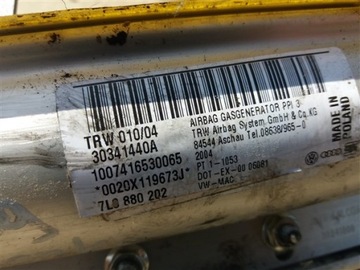 TRW 010/04
30341440A
1007416530065
*0020X119673J*
7L0 880 202
AIRBAG GASGENERATOR PPI 3
TRW Airbag System GmbH & Co.KG
84544 Aschau Tel.08638/965-0
2004
PT 1-1053
DOT-EX-00 06081
VW-MAC
MADE IN
POLAND